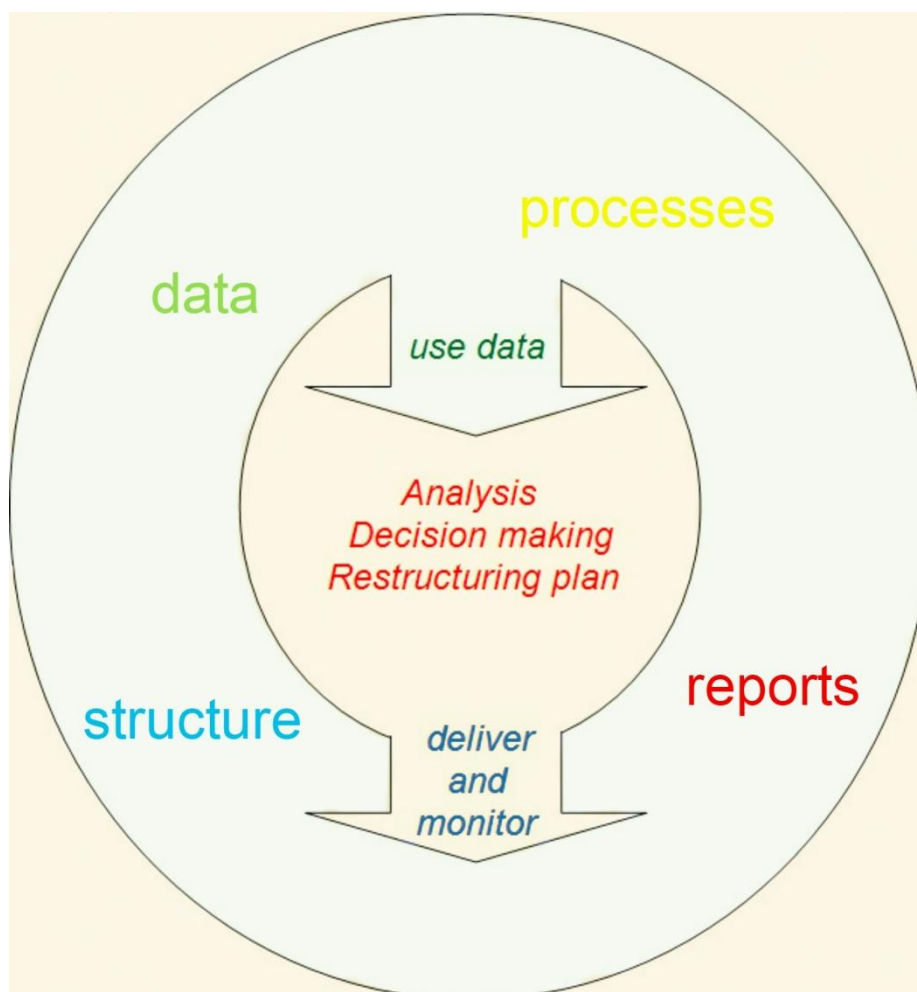 processes
data
use data
Analysis
Decision making
Restructuring plan
reports
structure
deliver
and
monitor